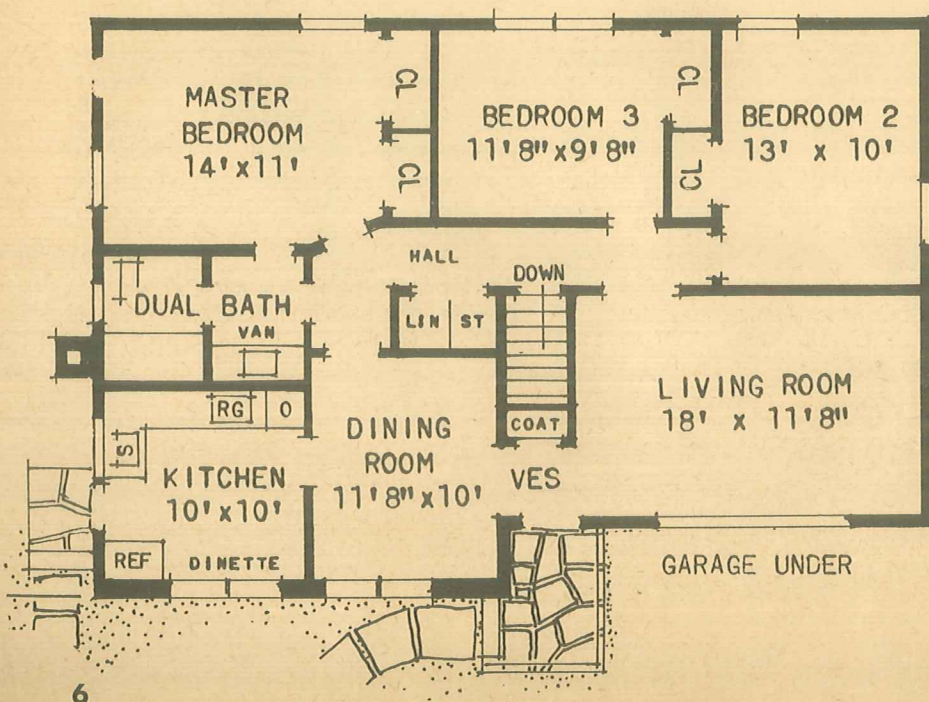 MASTER
BEDROOM
14'x11'
CL
CL
BEDROOM 3
11'8"x9'8"
CL
CL
BEDROOM 2
13' x 10'
HALL
DOWN
DUAL BATH
VAN
LIN ST
RG O
S
KITCHEN
10'x10'
REF
DINETTE
DINING
ROOM
11'8"x10'
COAT
VES
LIVING ROOM
18' x 11'8"
GARAGE UNDER
6